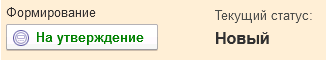 Формирование
На утверждение
Текущий статус:
Новый